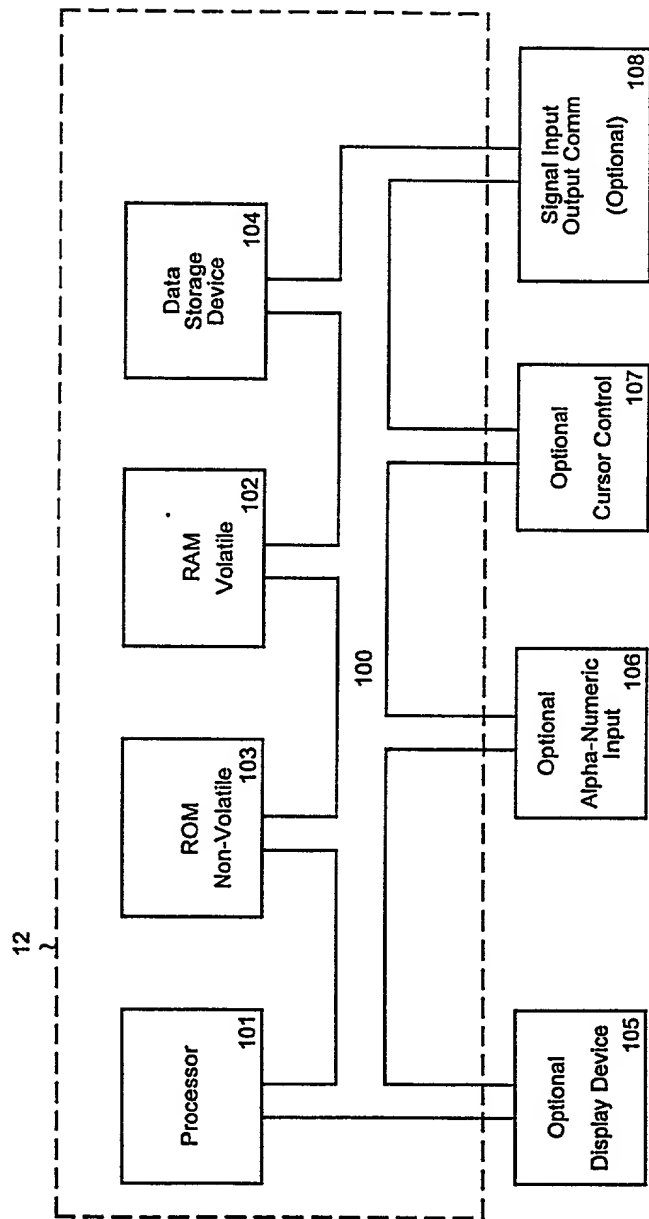 12
Processor
101
ROM
Non-Volatile
103
RAM
Volatile
102
Data
Storage
Device
104
100
Optional
Display Device
105
Optional
Alpha-Numeric
Input
106
Optional
Cursor Control
107
Signal Input
Output Comm
(Optional)
108